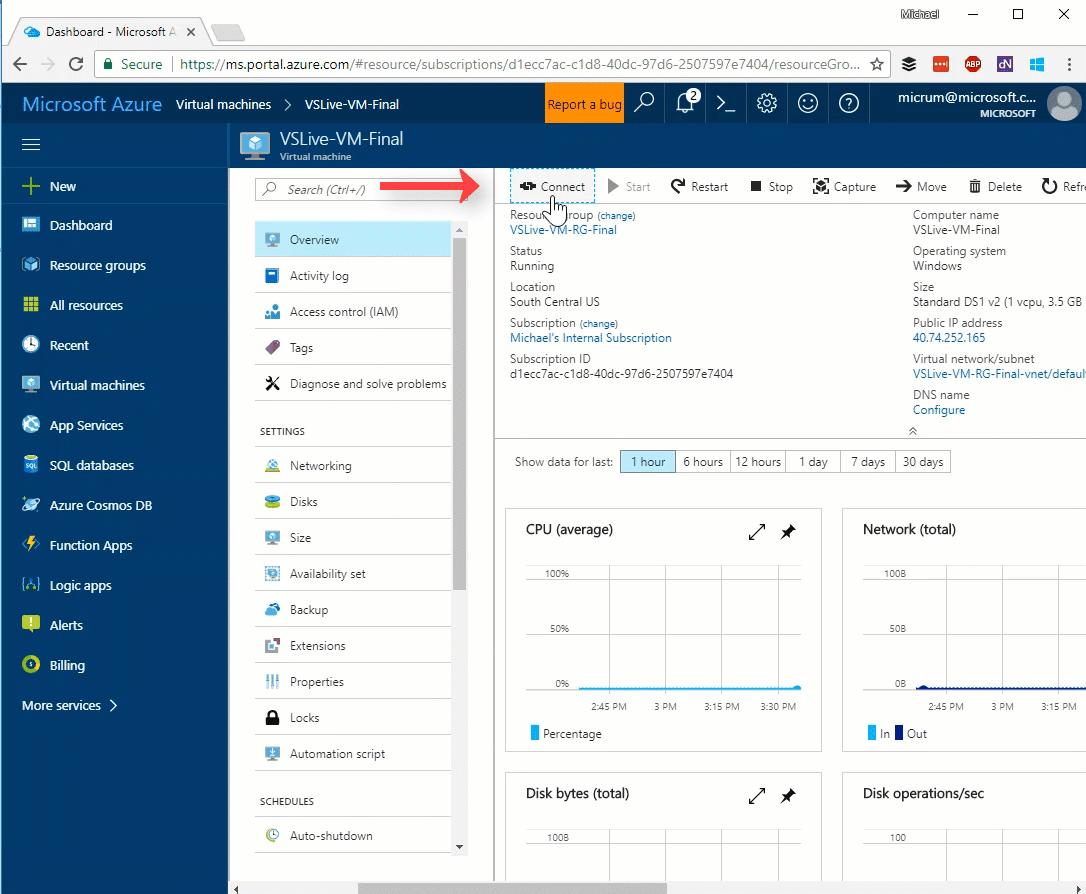 Michael
Dashboard - Microsoft A
Secure https://ms.portal.azure.com/#resource/subscriptions/d1ecc7ac-c1d8-40dc-97d6-2507597e7404/resourceGro...
ABP
dN
Microsoft Azure Virtual machines > VSLive-VM-Final
Report a bug
2
micrum@microsoft.c...
MICROSOFT
VSLive-VM-Final
Virtual machine
New
Dashboard
Resource groups
All resources
Recent
Virtual machines
App Services
SQL databases
Azure Cosmos DB
Function Apps
Logic apps
Alerts
Billing
More services >
Search (Ctrl+/)
Overview
Activity log
Access control (IAM)
Tags
Diagnose and solve problems
SETTINGS
Networking
Disks
Size
Availability set
Backup
Extensions
Properties
Locks
Automation script
SCHEDULES
Auto-shutdown
Connect Start Restart Stop Capture Move Delete Refre
Resource group (change)
VSLive-VM-RG-Final
Status
Running
Location
South Central US
Subscription (change)
Michael's Internal Subscription
Subscription ID
d1ecc7ac-c1d8-40dc-97d6-2507597e7404
Computer name
VSLive-VM-Final
Operating system
Windows
Size
Standard DS1 v2 (1 vcpu, 3.5 GB
Public IP address
40.74.252.165
Virtual network/subnet
VSLive-VM-RG-Final-vnet/default
DNS name
Configure
Show data for last: 1 hour 6 hours 12 hours 1 day 7 days 30 days
CPU (average)
100%
50%
0%
2:45 PM 3 PM 3:15 PM 3:30 PM
Percentage
Network (total)
100B
50B
0B
2:45 PM 3 PM 3:15 PM
In Out
Disk bytes (total)
100B
Disk operations/sec
100